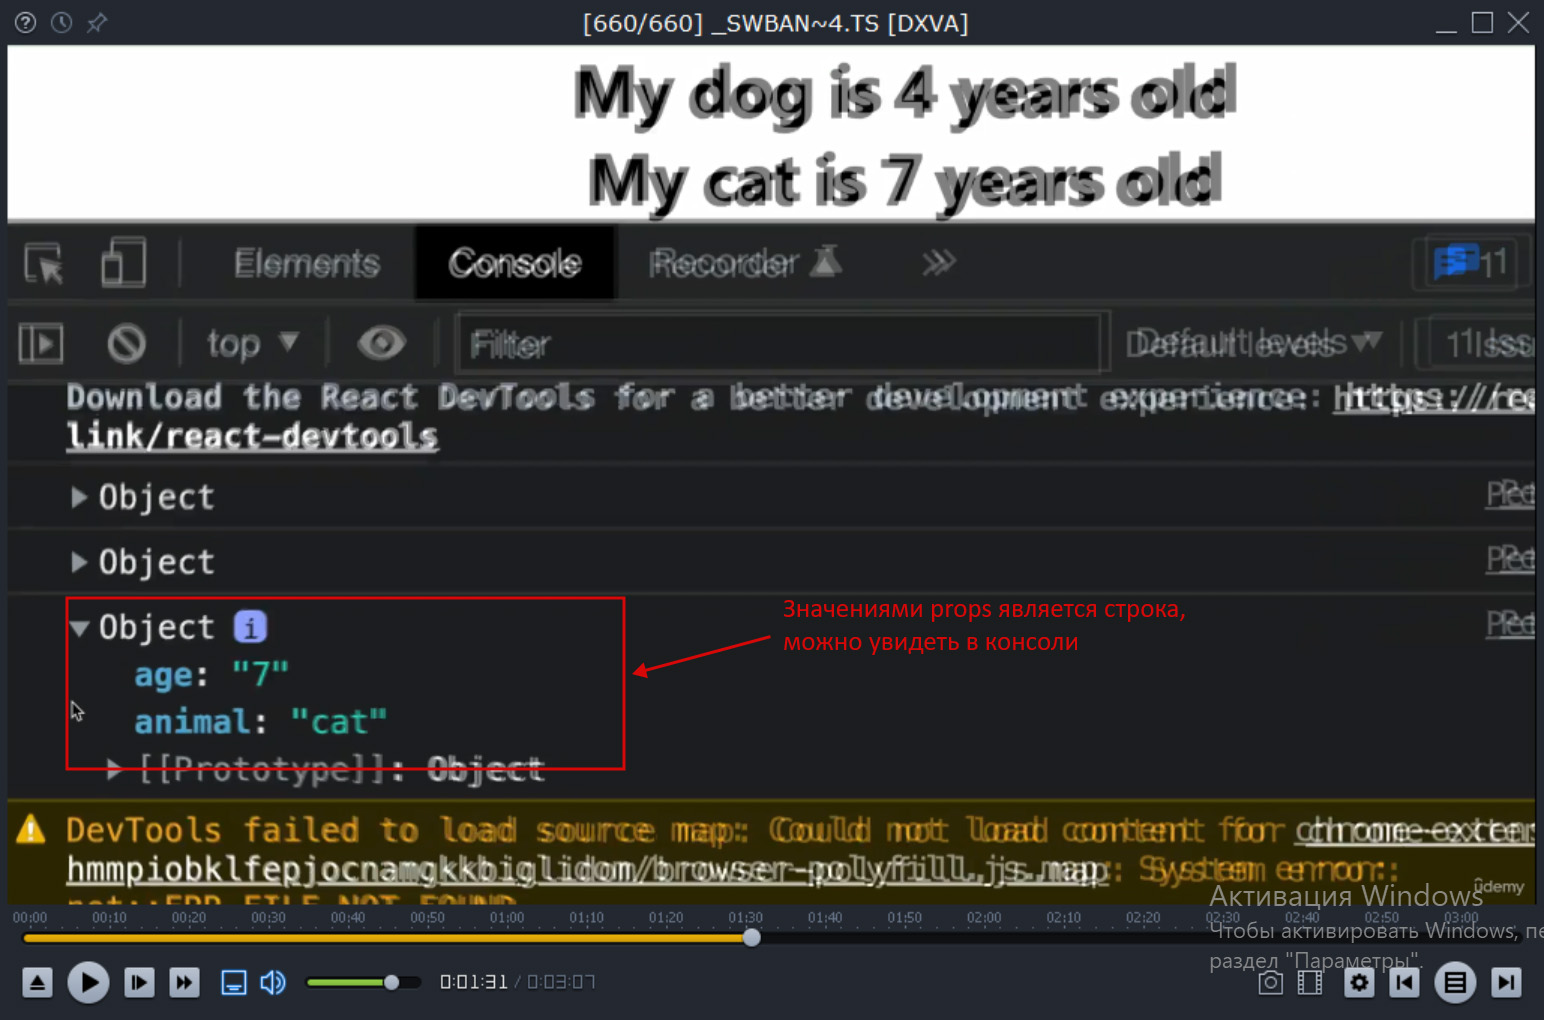 [660/660] _SWBAN~4.TS [DXVA]
My dog is 4 years old
My cat is 7 years old
Elements Console Recorder 11
top Filter Default levels
Download the React DevTools for a better development experience:
link/react-devtools
Object
Object
Object i
Значениями props является строка,
можно увидеть в консоли
age: "7"
animal: "cat"
[[Prototype]]: Object
DevTools failed to load source map: Could not load content for chrome-exten
hmmpiobklfepjocnamgkkbiglidom/browser-polyfill.js.map: System error:
net::ERR_FILE_NOT_FOUND
ûdemy
Активация Windows
Чтобы активировать Windows, пе
раздел "Параметры".
00:00 00:10 00:20 00:30 00:40 00:50 01:00 01:10 01:20 01:30 01:40 01:50 02:00 02:10 02:20 02:30 02:40 02:50 03:00
0:01:31 / 0:03:07